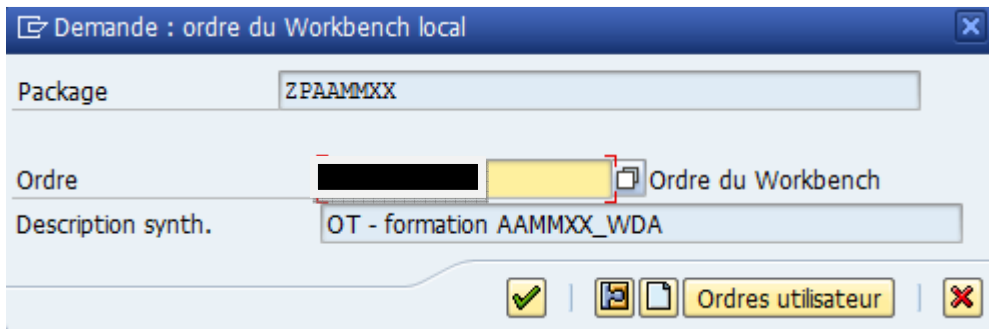 Demande : ordre du Workbench local
Package ZPAAMMXX
Ordre Ordre du Workbench
Description synth. OT - formation AAMMXX_WDA
Ordres utilisateur